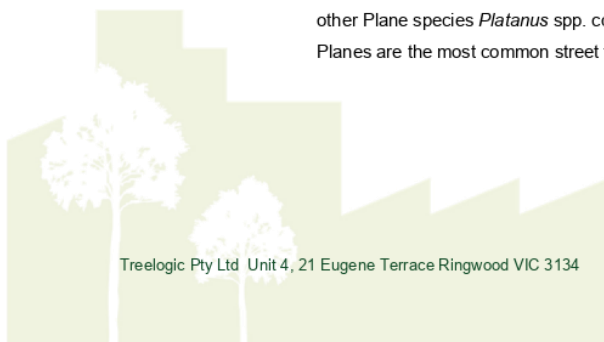 other Plane species Platanus spp. co
Planes are the most common street
Treelogic Pty Ltd Unit 4, 21 Eugene Terrace Ringwood VIC 3134